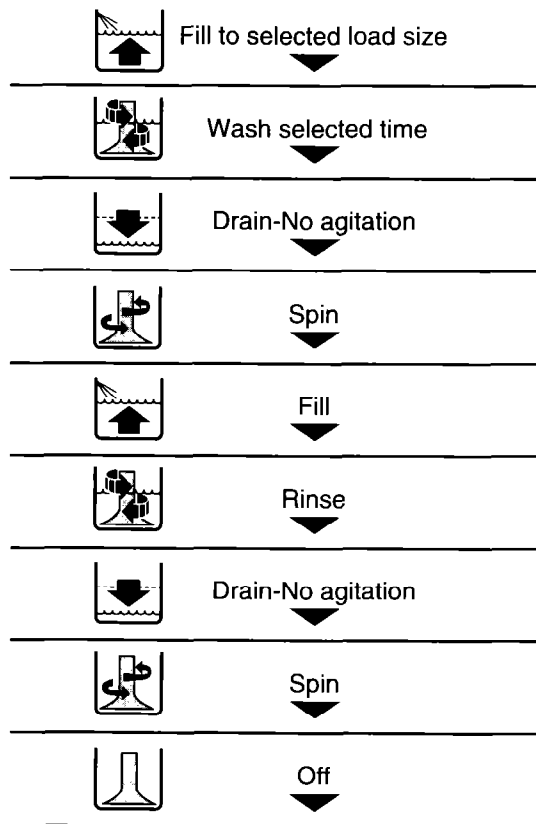 Fill to selected load size
Wash selected time
Drain-No agitation
Spin
Fill
Rinse
Drain-No agitation
Spin
Off